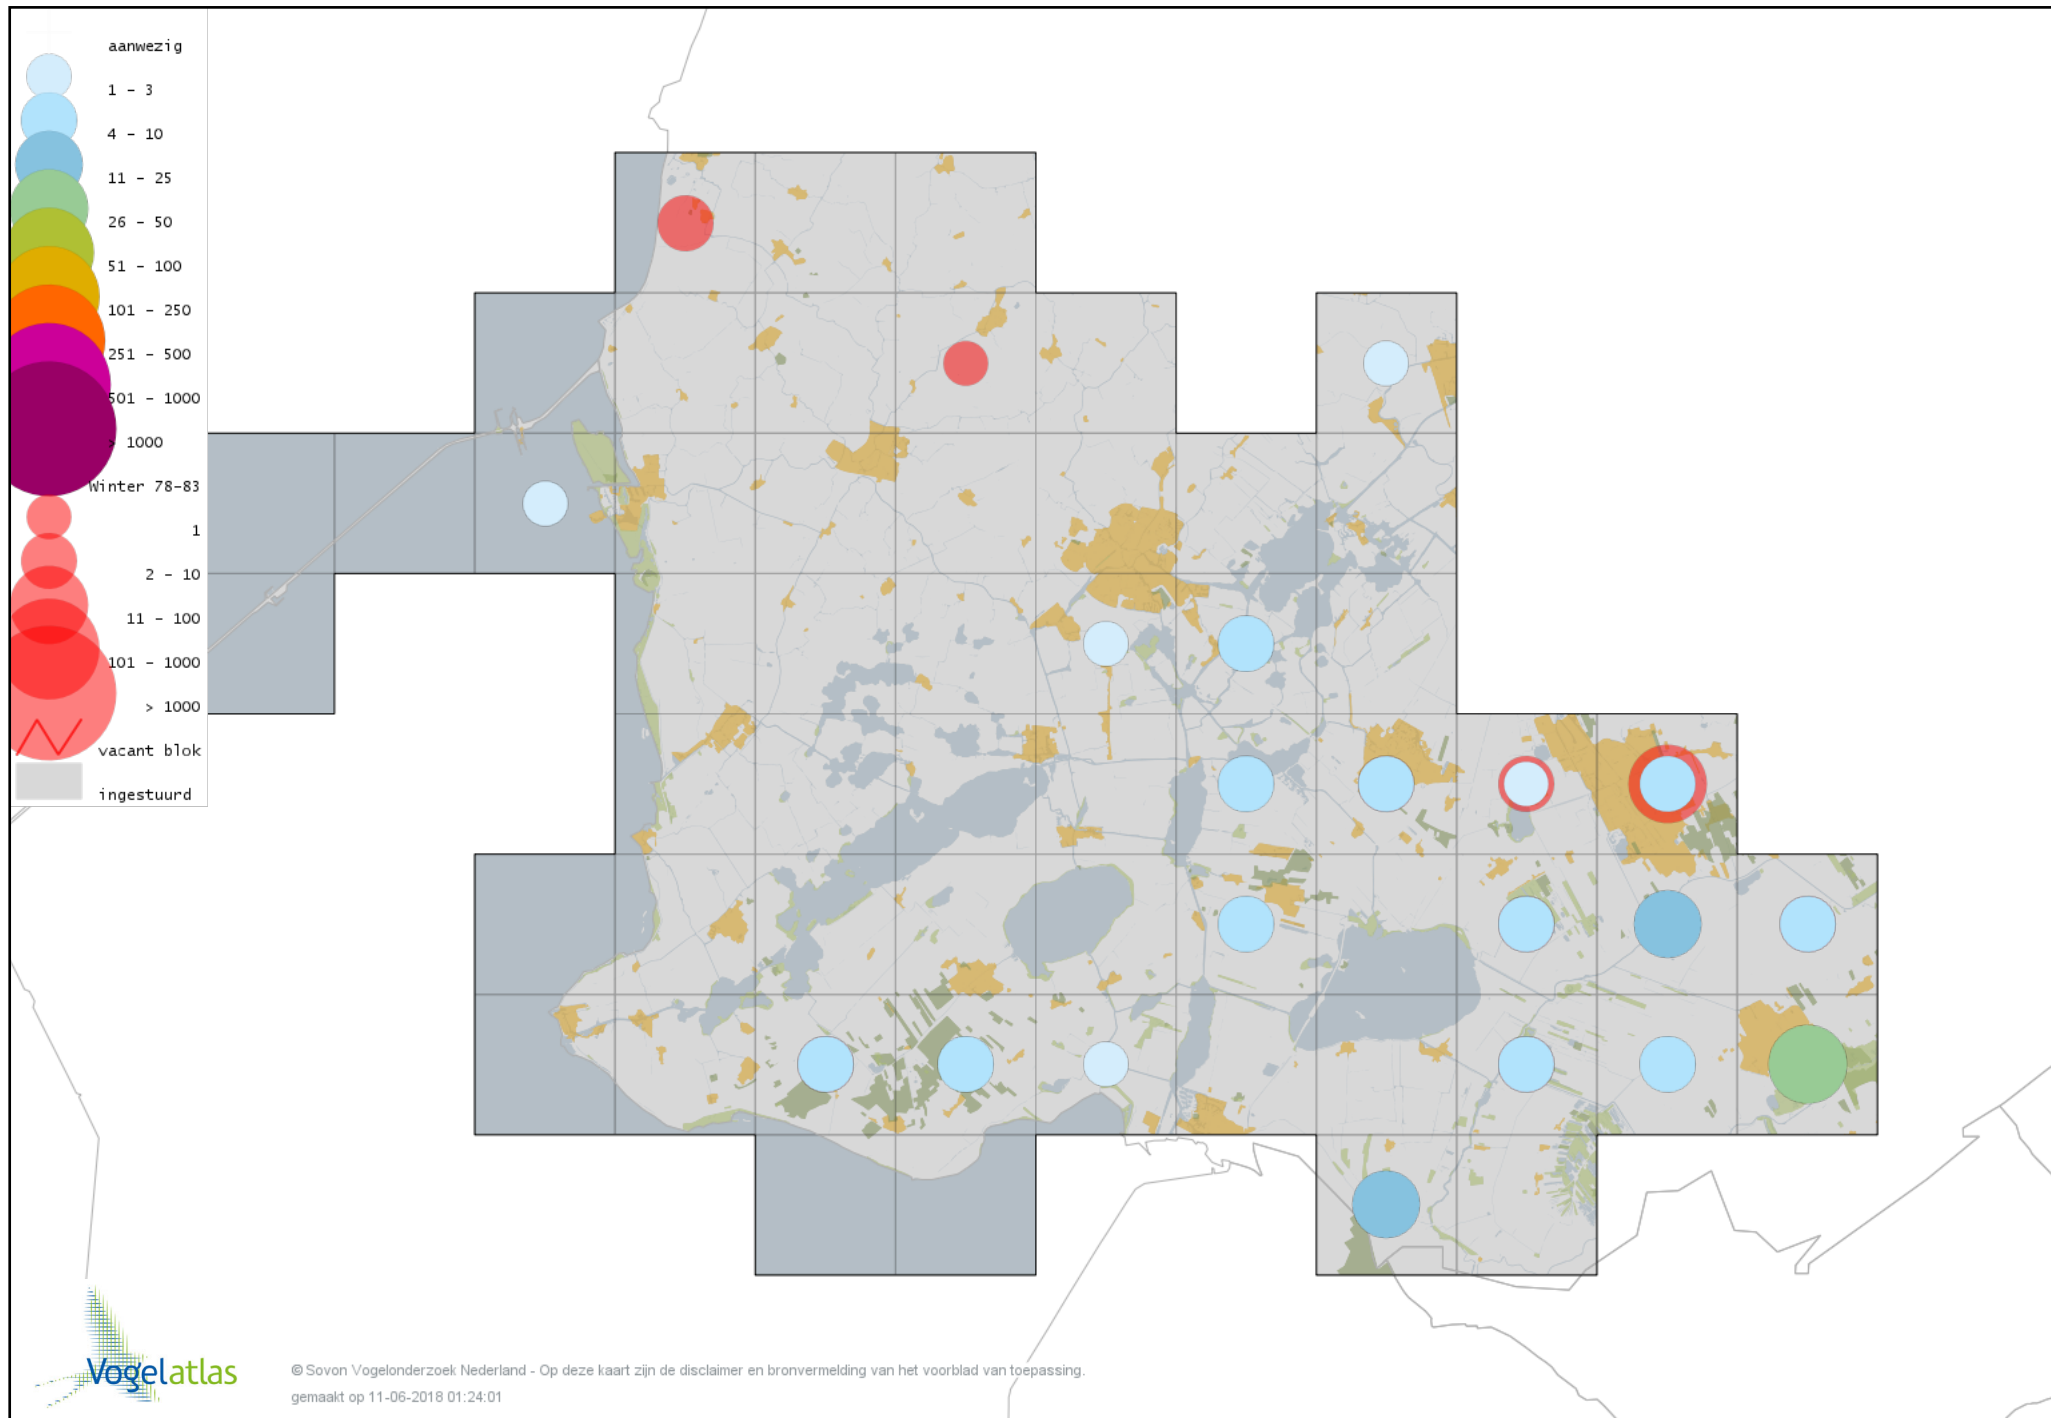 aanwezig
1 - 3
4 - 10
11 - 25
26 - 50
51 - 100
101 - 250
251 - 500
501 - 1000
> 1000
Winter 78-83
1
2 - 10
11 - 100
101 - 1000
> 1000
vacant blok
ingestuurd
Vogelatlas
© Sovon Vogelonderzoek Nederland - Op deze kaart zijn de disclaimer en bronvermelding van het voorblad van toepassing.
gemaakt op 11-06-2018 01:24:01